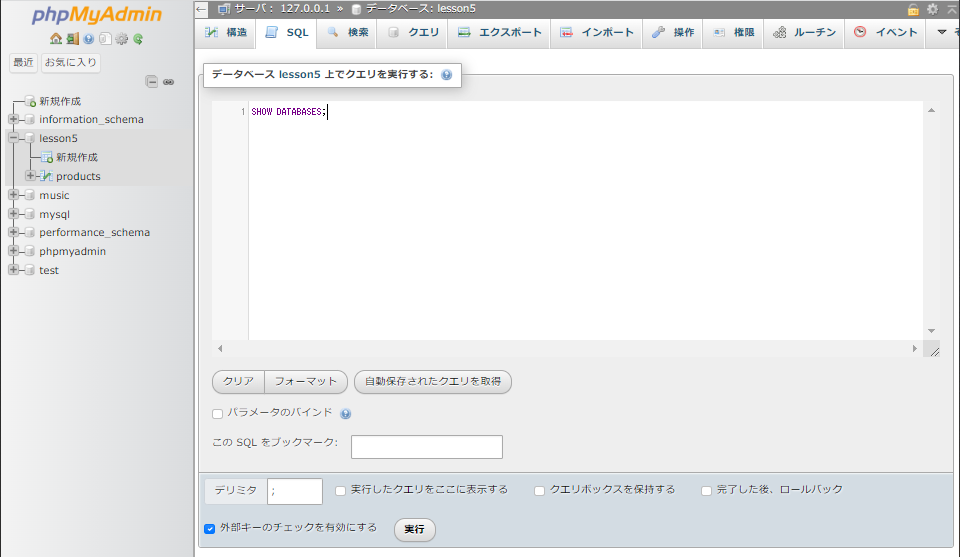 phpMyAdmin
最近 お気に入り
新規作成
information_schema
lesson5
新規作成
products
music
mysql
performance_schema
phpmyadmin
test
サーバ: 127.0.0.1 » データベース: lesson5
構造 SQL 検索 クエリ エクスポート インポート 操作 権限 ルーチン イベント
データベース lesson5 上でクエリを実行する:
1 SHOW DATABASES;
クリア フォーマット 自動保存されたクエリを取得
パラメータのバインド
この SQL をブックマーク:
デリミタ ; 実行したクエリをここに表示する クエリボックスを保持する 完了した後、ロールバック
外部キーのチェックを有効にする 実行